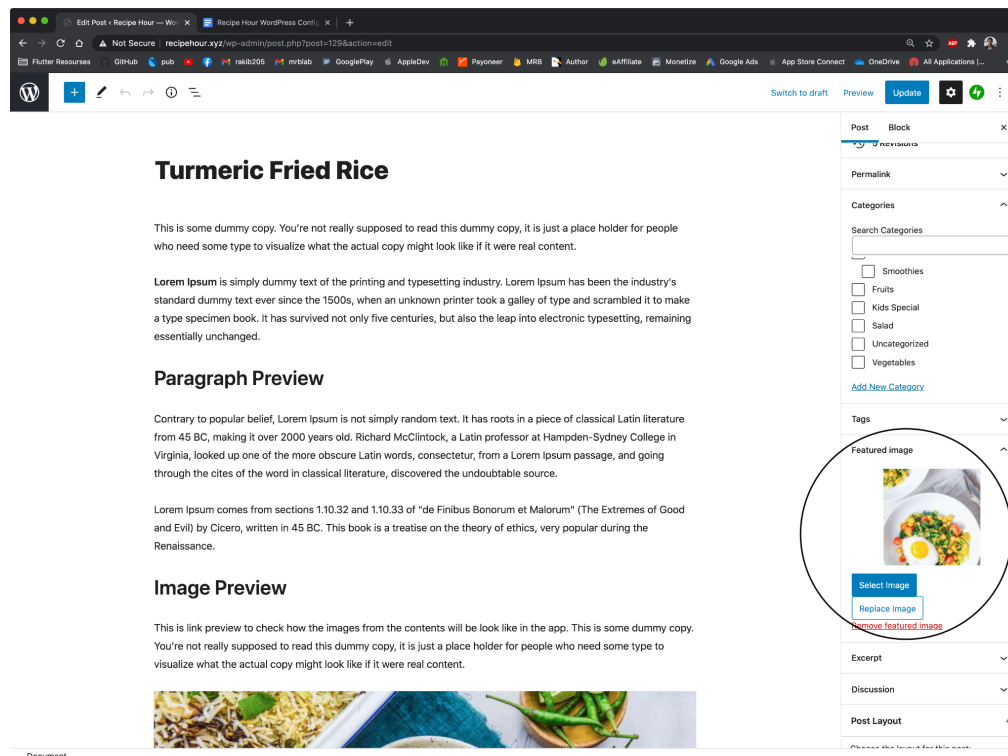 Edit Post ‹ Recipe Hour — Wor
Recipe Hour WordPress Config
Not Secure | recipehour.xyz/wp-admin/post.php?post=129&action=edit
Flutter Resourses GitHub pub rakib205 mrblab GooglePlay AppleDev Payoneer MRB Author eAffiliate Monetize Google Ads App Store Connect OneDrive All Applications |...
Switch to draft Preview Update
Post Block
5 Revisions
Permalink
Categories
Search Categories
Smoothies
Fruits
Kids Special
Salad
Uncategorized
Vegetables
Add New Category
Tags
Featured image
Select Image
Replace Image
Remove featured image
Excerpt
Discussion
Post Layout
Choose the layout for this post:
Turmeric Fried Rice
This is some dummy copy. You're not really supposed to read this dummy copy, it is just a place holder for people
who need some type to visualize what the actual copy might look like if it were real content.
Lorem Ipsum is simply dummy text of the printing and typesetting industry. Lorem Ipsum has been the industry's
standard dummy text ever since the 1500s, when an unknown printer took a galley of type and scrambled it to make
a type specimen book. It has survived not only five centuries, but also the leap into electronic typesetting, remaining
essentially unchanged.
Paragraph Preview
Contrary to popular belief, Lorem Ipsum is not simply random text. It has roots in a piece of classical Latin literature
from 45 BC, making it over 2000 years old. Richard McClintock, a Latin professor at Hampden-Sydney College in
Virginia, looked up one of the more obscure Latin words, consectetur, from a Lorem Ipsum passage, and going
through the cites of the word in classical literature, discovered the undoubtable source.
Lorem Ipsum comes from sections 1.10.32 and 1.10.33 of "de Finibus Bonorum et Malorum" (The Extremes of Good
and Evil) by Cicero, written in 45 BC. This book is a treatise on the theory of ethics, very popular during the
Renaissance.
Image Preview
This is link preview to check how the images from the contents will be look like in the app. This is some dummy copy.
You're not really supposed to read this dummy copy, it is just a place holder for people who need some type to
visualize what the actual copy might look like if it were real content.
Document